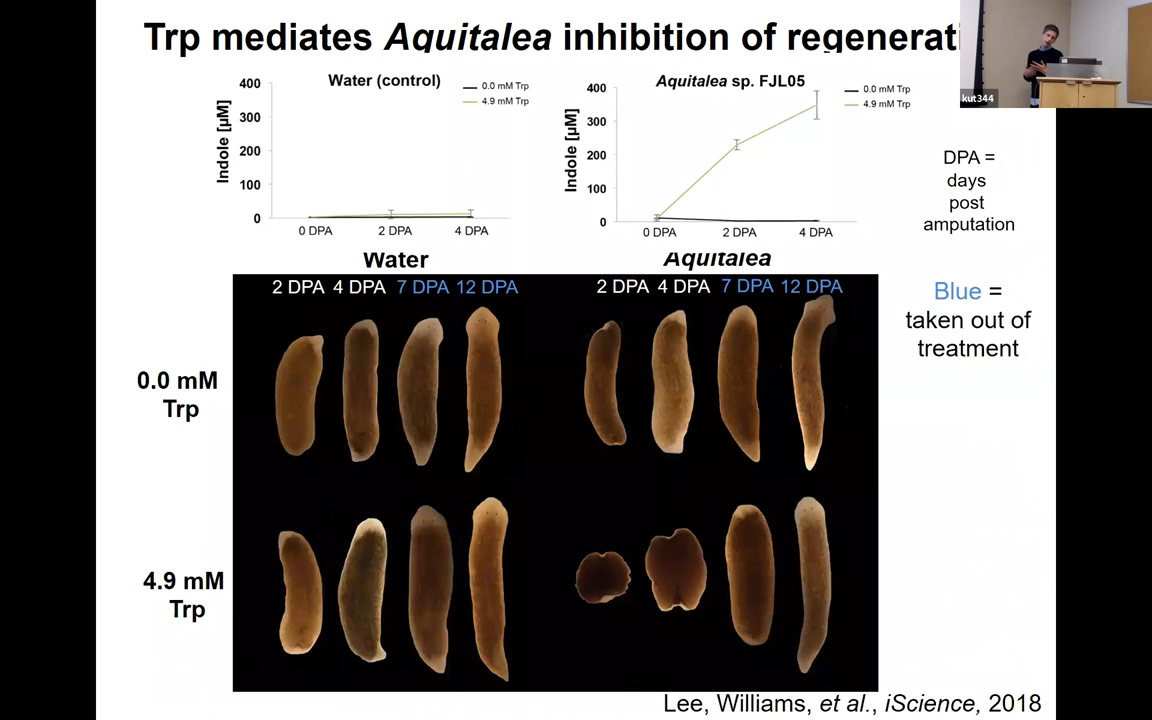 Trp mediates Aquitalea inhibition of regenerati
kut344
Water (control)
0.0 mM Trp
4.9 mM Trp
Indole [µM]
400
300
200
100
0
0 DPA 2 DPA 4 DPA
Aquitalea sp. FJL05
0.0 mM Trp
4.9 mM Trp
Indole [µM]
400
300
200
100
0
0 DPA 2 DPA 4 DPA
DPA =
days
post
amputation
Water
Aquitalea
2 DPA 4 DPA 7 DPA 12 DPA
2 DPA 4 DPA 7 DPA 12 DPA
Blue =
taken out of
treatment
0.0 mM
Trp
4.9 mM
Trp
Lee, Williams, et al., iScience, 2018